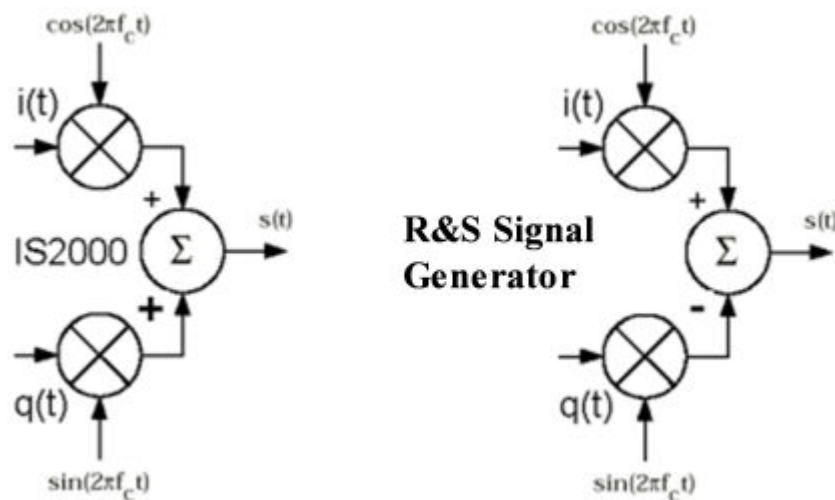 cos(2πf_ct)
i(t)
+
s(t)
IS2000
Σ
+
q(t)
sin(2πf_ct)
cos(2πf_ct)
i(t)
+
s(t)
R&S Signal
Generator
Σ
-
q(t)
sin(2πf_ct)